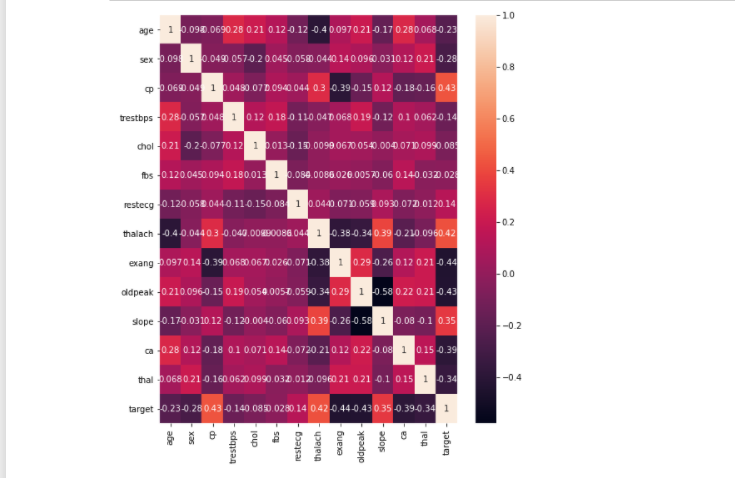 age 1 -0.098 0.069 0.28 0.21 0.12 -0.12 -0.4 0.097 0.21 -0.17 0.28 0.068 -0.23
sex -0.098 1 -0.049 -0.057 -0.2 0.045 -0.058 -0.044 0.14 0.096 -0.031 0.12 0.21 -0.28
cp -0.069 -0.049 1 0.048 -0.077 0.094 0.044 0.3 -0.39 -0.15 0.12 -0.18 -0.16 0.43
trestbps 0.28 -0.057 0.048 1 0.12 0.18 -0.11 -0.047 0.068 0.19 -0.12 0.1 0.062 -0.14
chol 0.21 -0.2 -0.077 0.12 1 0.013 -0.15 -0.0099 0.067 0.054 -0.004 0.071 0.099 -0.085
fbs 0.12 0.045 0.094 0.18 0.013 1 -0.084 -0.0086 0.026 0.0057 -0.06 0.14 -0.032 -0.028
restecg -0.12 -0.058 0.044 -0.11 -0.15 -0.084 1 0.044 -0.071 -0.059 0.093 -0.072 -0.012 0.14
thalach -0.4 -0.044 0.3 -0.047 -0.0099 -0.0086 0.044 1 -0.38 -0.34 0.39 -0.21 -0.096 0.42
exang 0.097 0.14 -0.39 0.068 0.067 0.026 -0.071 -0.38 1 0.29 -0.26 0.12 0.21 -0.44
oldpeak 0.21 0.096 -0.15 0.19 0.054 0.0057 -0.059 -0.34 0.29 1 -0.58 0.22 0.21 -0.43
slope -0.17 -0.031 0.12 -0.12 -0.004 -0.06 0.093 0.39 -0.26 -0.58 1 -0.08 -0.1 0.35
ca 0.28 0.12 -0.18 0.1 0.071 0.14 -0.072 -0.21 0.12 0.22 -0.08 1 0.15 -0.39
thal 0.068 0.21 -0.16 0.062 0.099 -0.032 -0.012 -0.096 0.21 0.21 -0.1 0.15 1 -0.34
target -0.23 -0.28 0.43 -0.14 -0.085 -0.028 0.14 0.42 -0.44 -0.43 0.35 -0.39 -0.34 1
age sex cp trestbps chol fbs restecg thalach exang oldpeak slope ca thal target
1.0
0.8
0.6
0.4
0.2
0.0
−0.2
−0.4